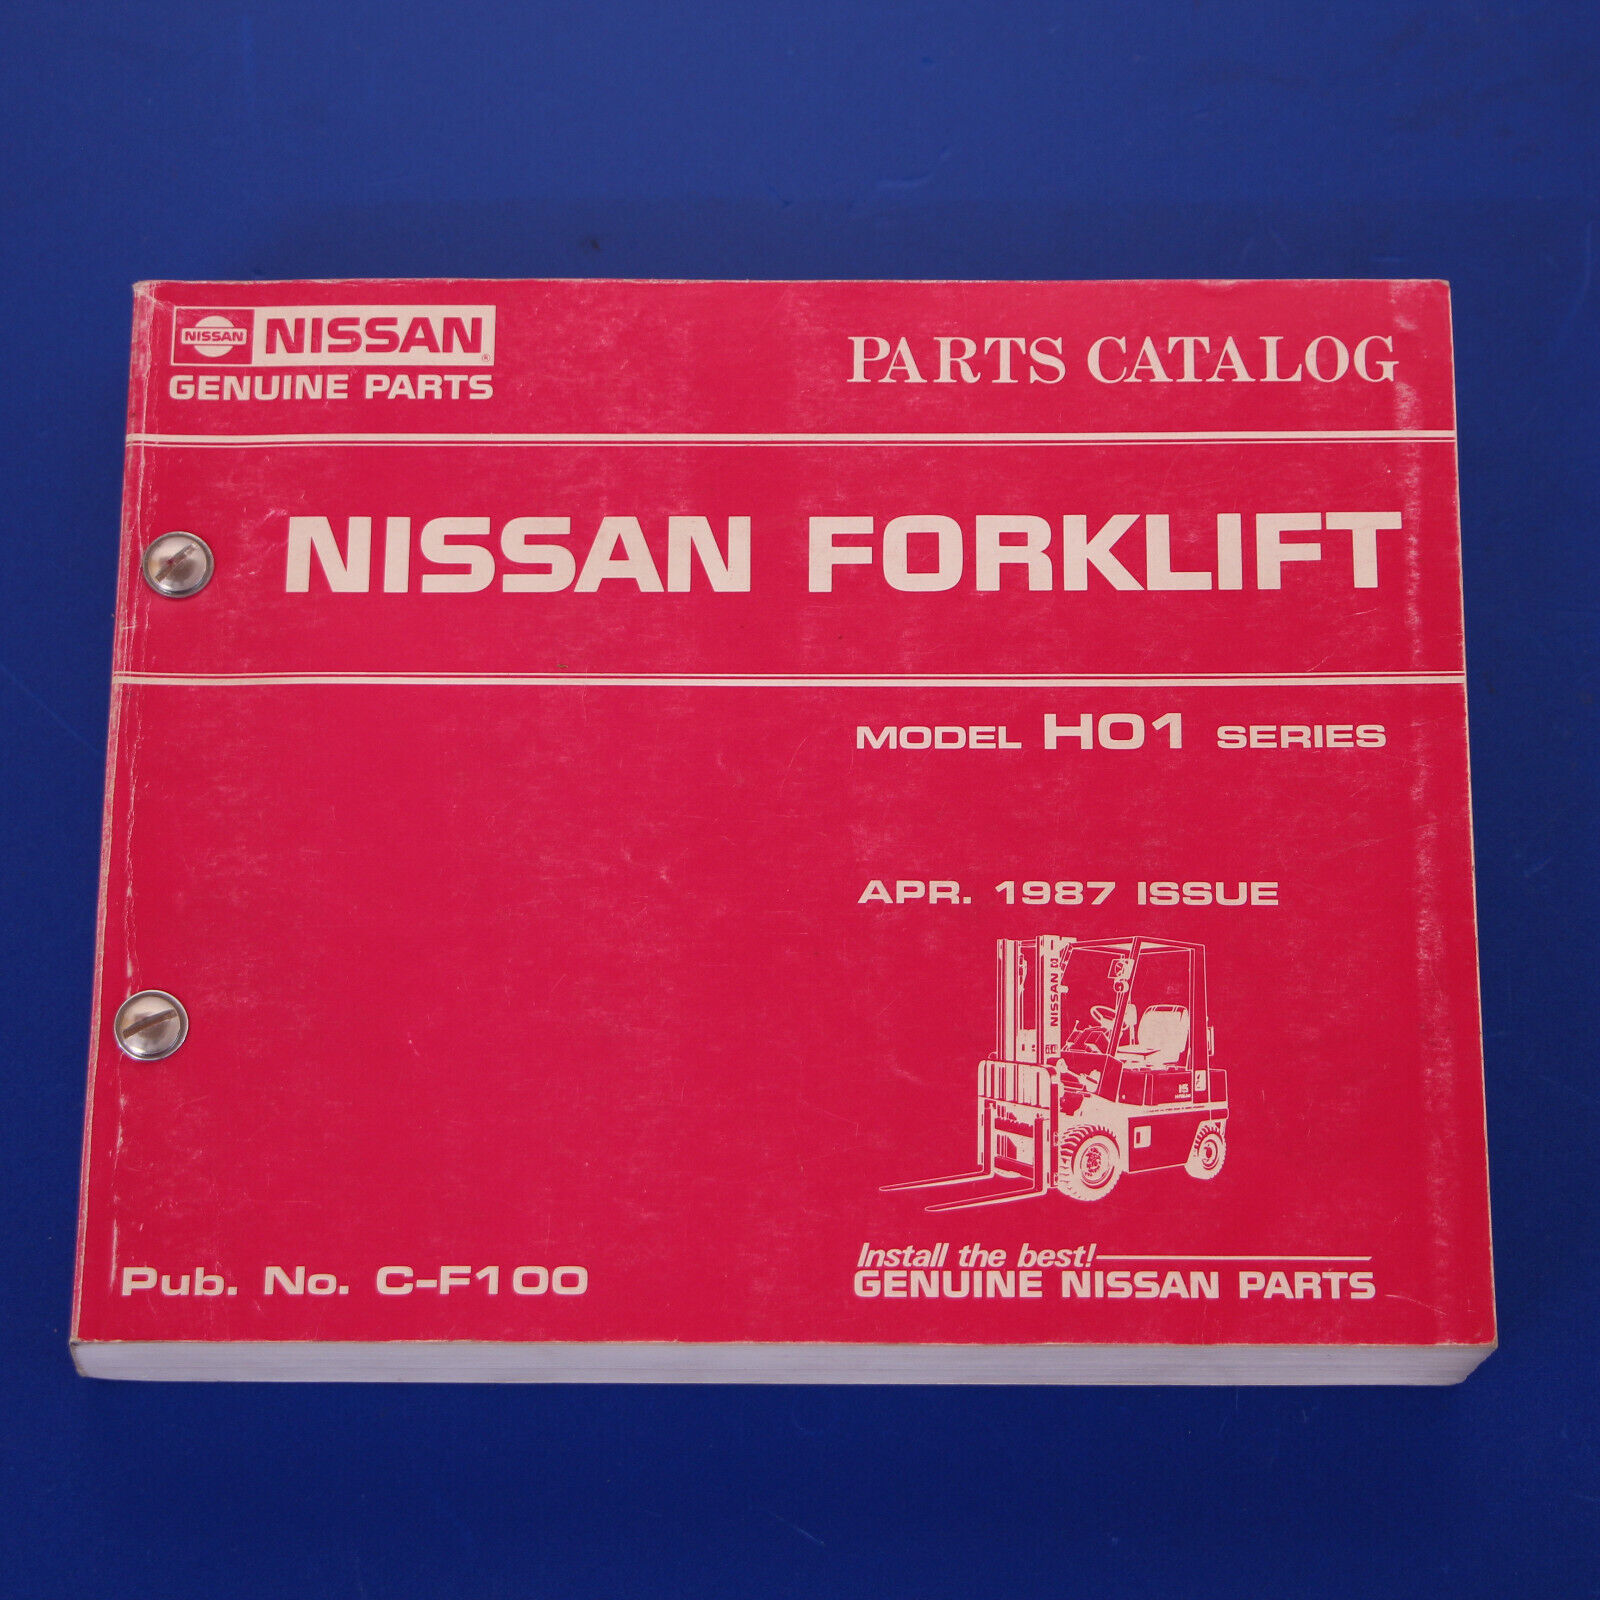 NISSAN NISSAN®
GENUINE PARTS
PARTS CATALOG
NISSAN FORKLIFT
MODEL H01 SERIES
APR. 1987 ISSUE
NISSAN
15
Install the best!
GENUINE NISSAN PARTS
Pub. No. C-F100